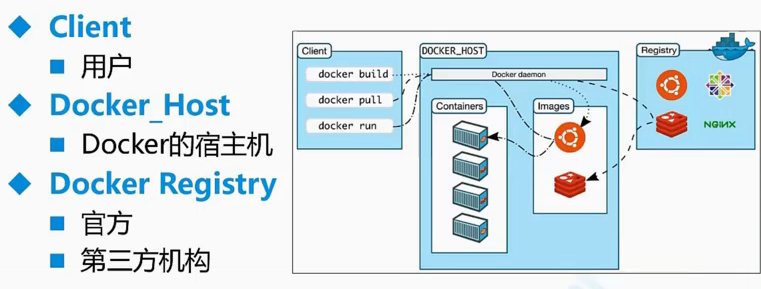 Client
用户
Docker_Host
Docker的宿主机
Docker Registry
官方
第三方机构
Client
docker build
docker pull
docker run
DOCKER_HOST
Docker daemon
Containers
Images
Registry
NGINX